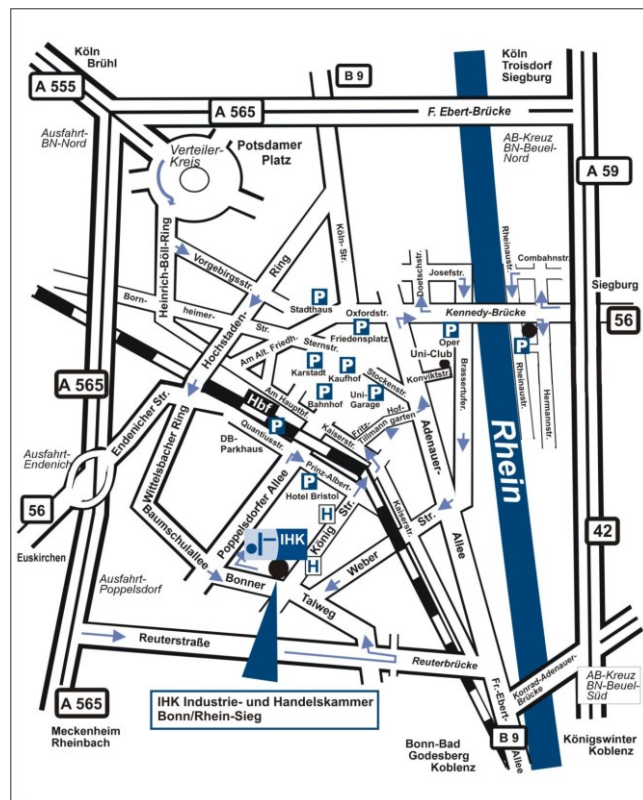 Köln
Brühl
A 555
A 565
B 9
Köln
Troisdorf
Siegburg
F. Ebert-Brücke
Ausfahrt-
BN-Nord
Verteiler-
Kreis
Potsdamer
Platz
AB-Kreuz
BN-Beuel-
Nord
A 59
Heinrich-Böll-Ring
Vorgebirgsstr.
Ring
Hochstaden-
Köln- Str.
Doetschstr.
Josefstr.
Rheinaustr.
Combahnstr.
Siegburg
56
Born-
heimer-
Str.
P
Stadthaus
Oxfordstr.
P
Friedensplatz
Kennedy-Brücke
P
Oper
P
Am Alt. Friedh.
Sternstr.
P
Karstadt
P
Kaufhof
Stockenstr.
Uni-Club
Konviktstr.
Brassertufer.
Rheinaustr.
Hermannstr.
A 565
Endenicher Str.
Wittelsbacher Ring
Hbf
Am Hauptbf.
P
Bahnhof
P
Uni-
Garage
Hof-
garten
Fritz-
Tillmann
Kaiserstr.
Adenauer-
Allee
P
DB-
Parkhaus
Quantiusstr.
Prinz-Albert-
Str.
P
Hotel Bristol
Rhein
Ausfahrt-
Endenich
56
Euskirchen
Baumschulallee
Poppelsdorfer Allee
H
König
IHK
H
Kaiserstr.
Weber
Str.
42
Ausfahrt-
Poppelsdorf
Bonner
Talweg
Reuterstraße
Reuterbrücke
Konrad-Adenauer-
Brücke
AB-Kreuz
BN-Beuel-
Süd
Fr.-Ebert-
Allee
IHK Industrie- und Handelskammer
Bonn/Rhein-Sieg
A 565
Meckenheim
Rheinbach
B 9
Bonn-Bad
Godesberg
Koblenz
Königswinter
Koblenz